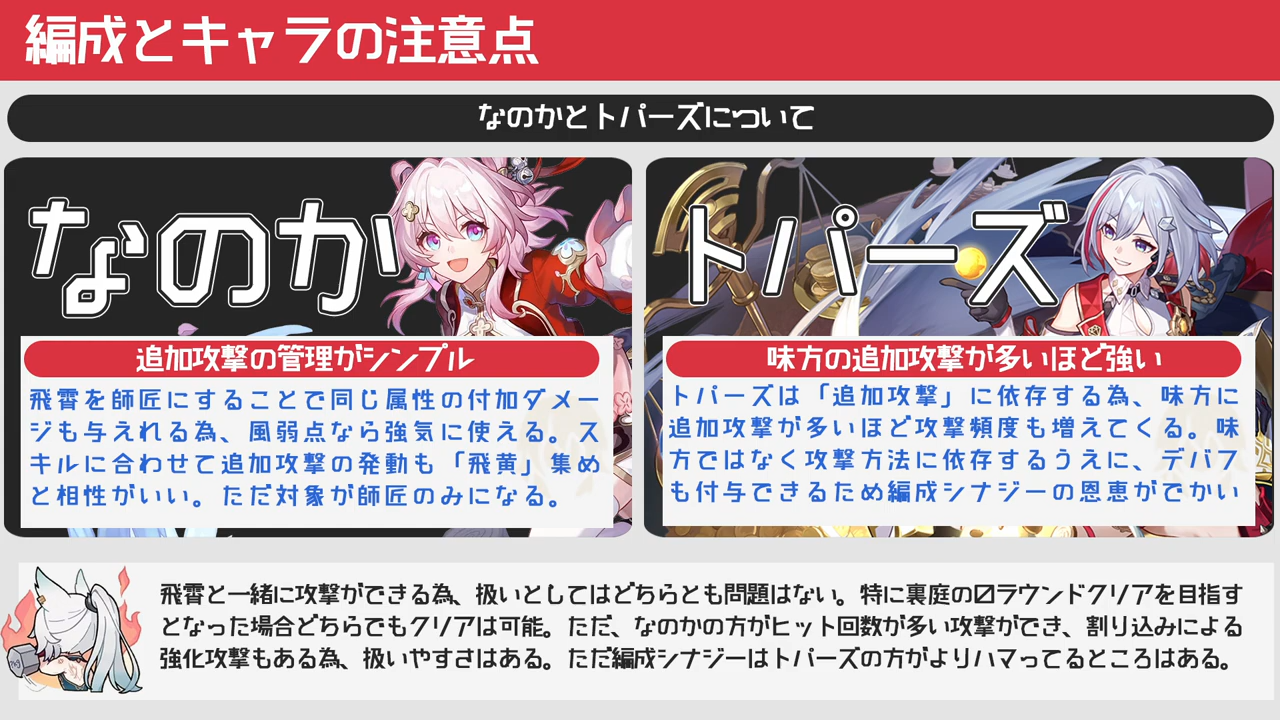 編成とキャラの注意点
なのかとトパーズについて
なのか
追加攻撃の管理がシンプル
飛霄を師匠にすることで同じ属性の付加ダメー
ジも与えれる為、風弱点なら強気に使える。ス
キルに合わせて追加攻撃の発動も「飛黄」集め
と相性がいい。ただ対象が師匠のみになる。
トパーズ
味方の追加攻撃が多いほど強い
トパーズは「追加攻撃」に依存する為、味方に
追加攻撃が多いほど攻撃頻度も増えてくる。味
方ではなく攻撃方法に依存するうえに、デバフ
も付与できるため編成シナジーの恩恵がでかい
飛霄と一緒に攻撃ができる為、扱いとしてはどちらとも問題はない。特に裏庭の0ラウンドクリアを目指す
となった場合どちらでもクリアは可能。ただ、なのかの方がヒット回数が多い攻撃ができ、割り込みによる
強化攻撃もある為、扱いやすさはある。ただ編成シナジーはトパーズの方がよりハマってるところはある。